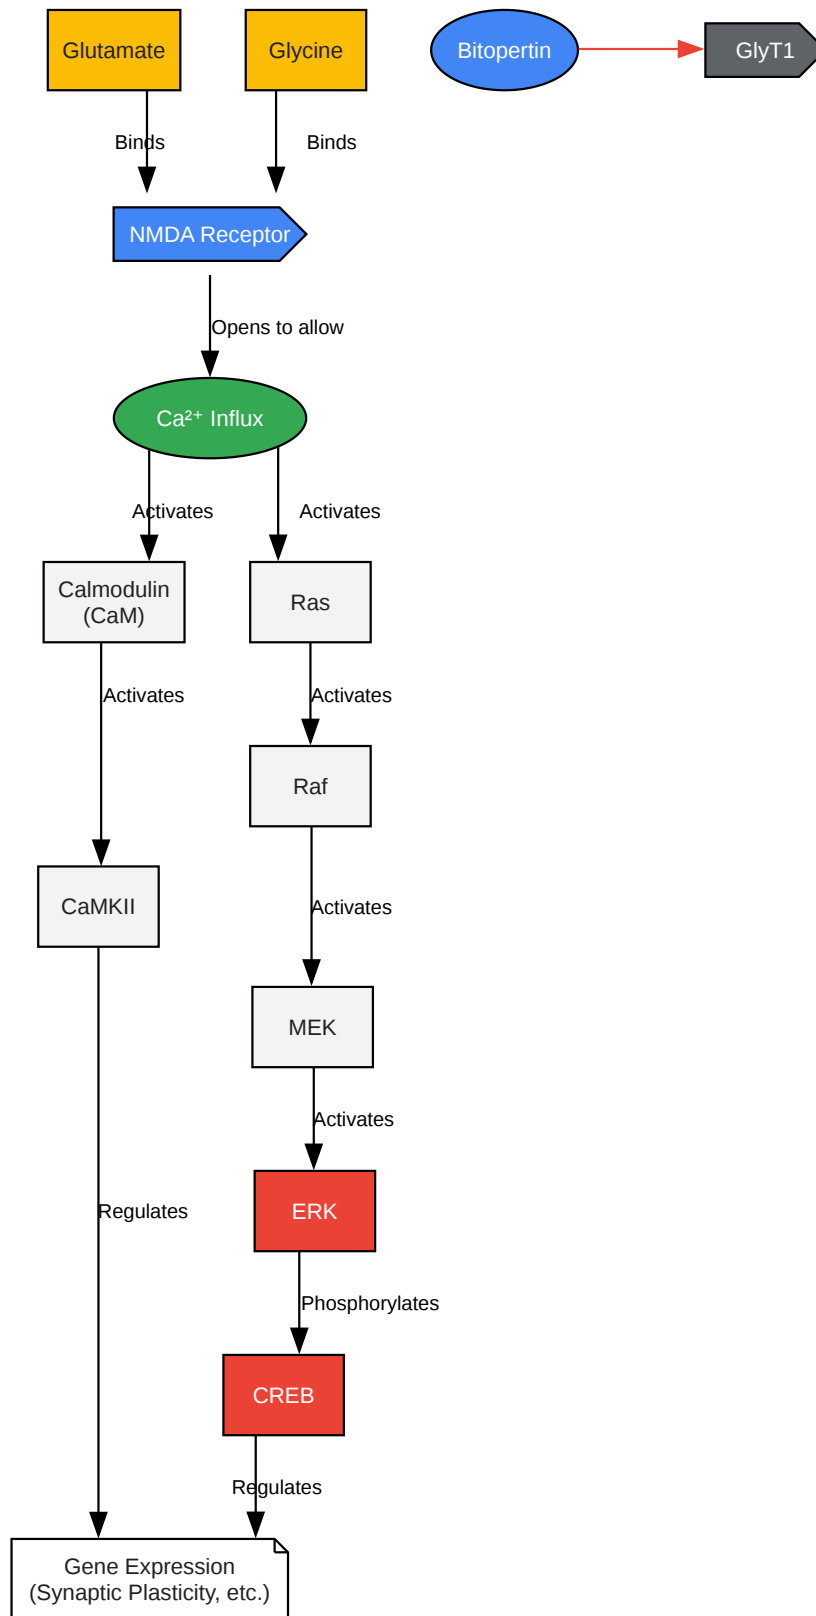 Glutamate
Glycine
Bitopertin
GlyT1
Binds
Binds
NMDA Receptor
Opens to allow
Ca²⁺ Influx
Activates
Activates
Calmodulin
(CaM)
Ras
Activates
Activates
Raf
CaMKII
Activates
MEK
Activates
ERK
Regulates
Phosphorylates
CREB
Regulates
Gene Expression
(Synaptic Plasticity, etc.)